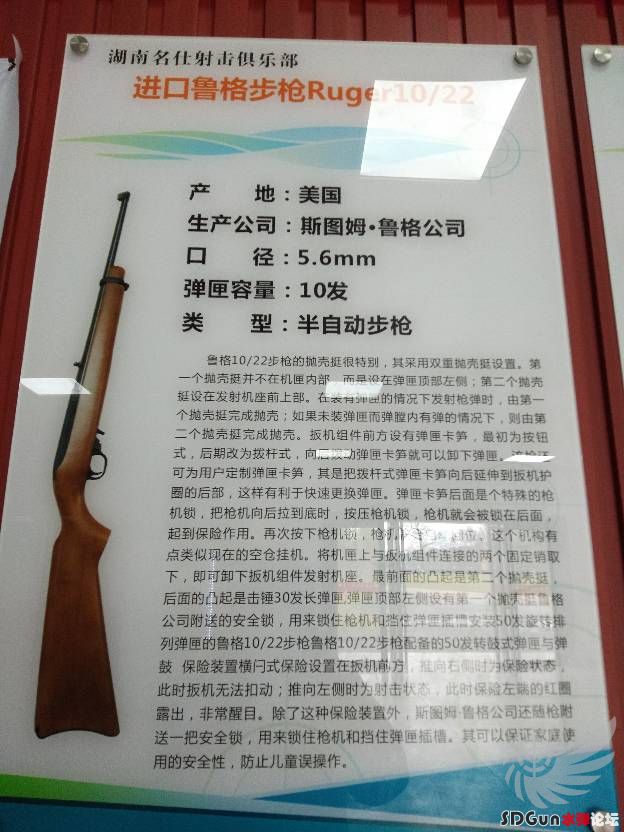 湖南名仕射击俱乐部
进口鲁格步枪Ruger10/22
产 地：美国
生产公司：斯图姆·鲁格公司
口 径：5.6mm
弹匣容量：10发
类 型：半自动步枪
鲁格10/22步枪的抛壳挺很特别，其采用双重抛壳挺设置。第
一个抛壳挺并不在机匣内部，而是设在弹匣顶部左侧；第二个抛壳
挺设在发射机座前上部。在装有弹匣的情况下发射枪弹时，由第一
个抛壳挺完成抛壳；如果未装弹匣而弹膛内有弹的情况下，则由第
二个抛壳挺完成抛壳。扳机组件前方设有弹匣卡笋，最初为按钮
式，后期改为拨杆式，向后拨动弹匣卡笋就可以卸下弹匣。该枪还
可为用户定制弹匣卡笋，其是把拨杆式弹匣卡笋向后延伸到扳机护
圈的后部，这样有利于快速更换弹匣。弹匣卡笋后面是个特殊的枪
机锁，把枪机向后拉到底时，按压枪机锁，枪机就会被锁在后面，
起到保险作用。再次按下枪机锁，枪机 这个机构有
点类似现在的空仓挂机。将机匣上与扳机组件连接的两个固定销取
下，即可卸下扳机组件发射机座。最前面的凸起是第二个抛壳挺，
后面的凸起是击锤30发长弹匣弹匣顶部左侧设有第一个抛壳挺鲁格
公司附送的安全锁，用来锁住枪机和挡住弹匣插槽安装50发旋转排
列弹匣的鲁格10/22步枪鲁格10/22步枪配备的50发转鼓式弹匣与弹
鼓 保险装置横闩式保险设置在扳机前方，推向右侧时为保险状态，
此时扳机无法扣动；推向左侧时为射击状态，此时保险左端的红圈
露出，非常醒目。除了这种保险装置外，斯图姆·鲁格公司还随枪附
送一把安全锁，用来锁住枪机和挡住弹匣插槽。其可以保证家庭使
用的安全性，防止儿童误操作。
SDGun水弹论坛